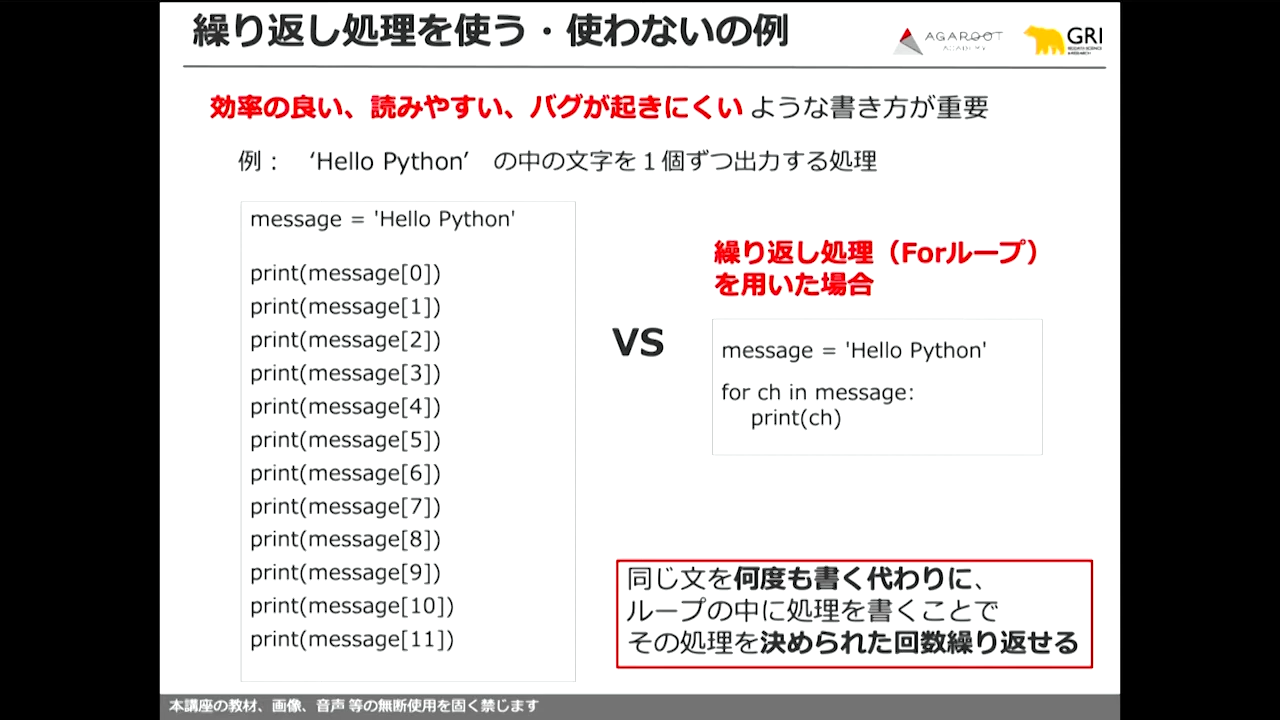 繰り返し処理を使う・使わないの例
AGAROOT
ACADEMY
GRI
効率の良い、読みやすい、バグが起きにくい ような書き方が重要
例： ‘Hello Python’ の中の文字を１個ずつ出力する処理
message = 'Hello Python'
print(message[0])
print(message[1])
print(message[2])
print(message[3])
print(message[4])
print(message[5])
print(message[6])
print(message[7])
print(message[8])
print(message[9])
print(message[10])
print(message[11])
VS
繰り返し処理（Forループ）
を用いた場合
message = 'Hello Python'
for ch in message:
print(ch)
同じ文を何度も書く代わりに、
ループの中に処理を書くことで
その処理を決められた回数繰り返せる
本講座の教材、画像、音声 等の無断使用を固く禁じます